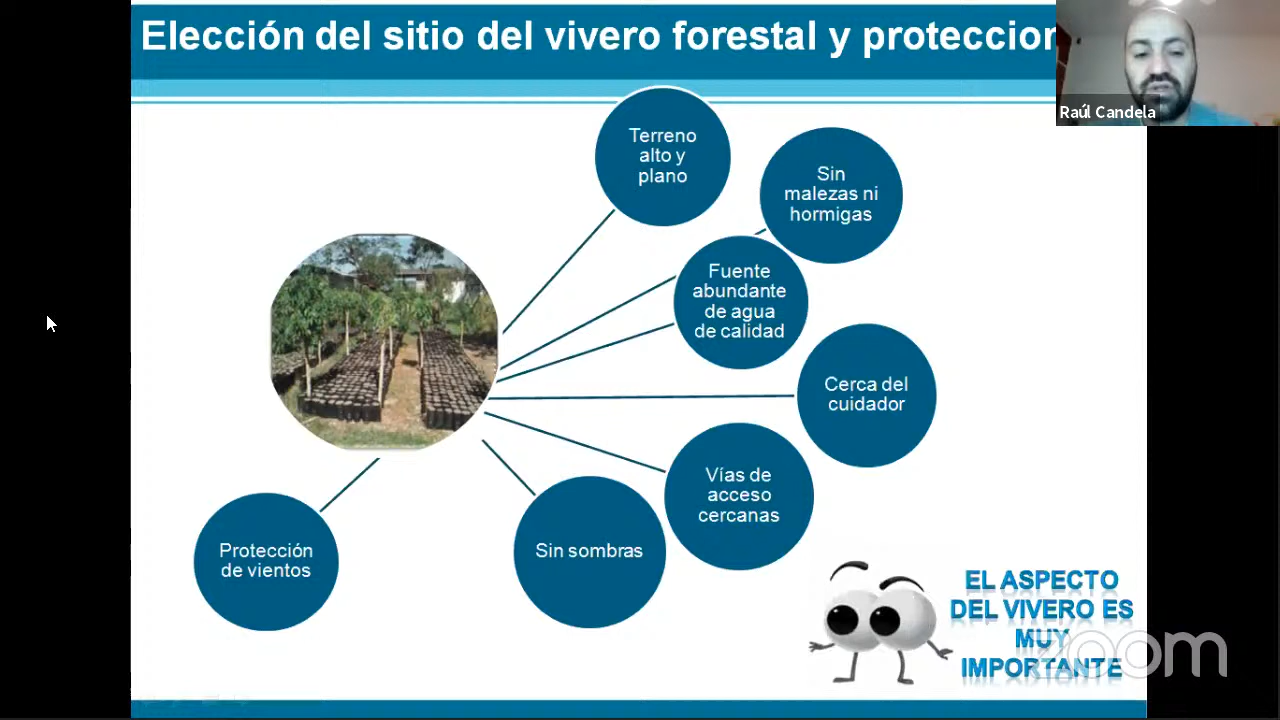 Elección del sitio del vivero forestal y proteccion
Raúl Candela
Terreno
alto y
plano
Sin
malezas ni
hormigas
Fuente
abundante
de agua
de calidad
Cerca del
cuidador
Vías de
acceso
cercanas
Sin sombras
Protección
de vientos
EL ASPECTO
DEL VIVERO ES
MUY
IMPORTANTE
zoom